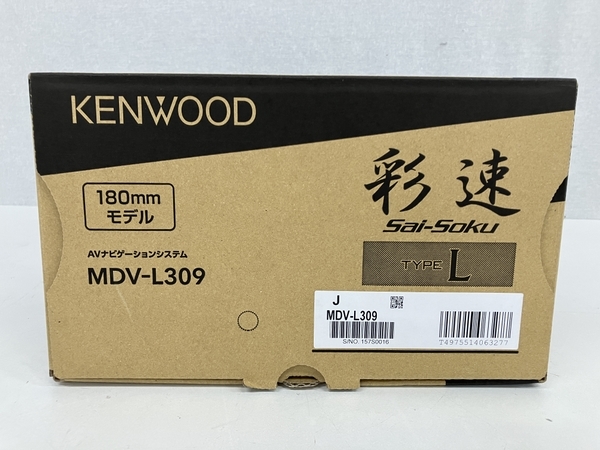 KENWOOD
180mm
モデル
AVナビゲーションシステム
MDV-L309
彩速
Sai-Soku
TYPE L
J
MDV-L309
S/NO. 157S0016
T4975514063277